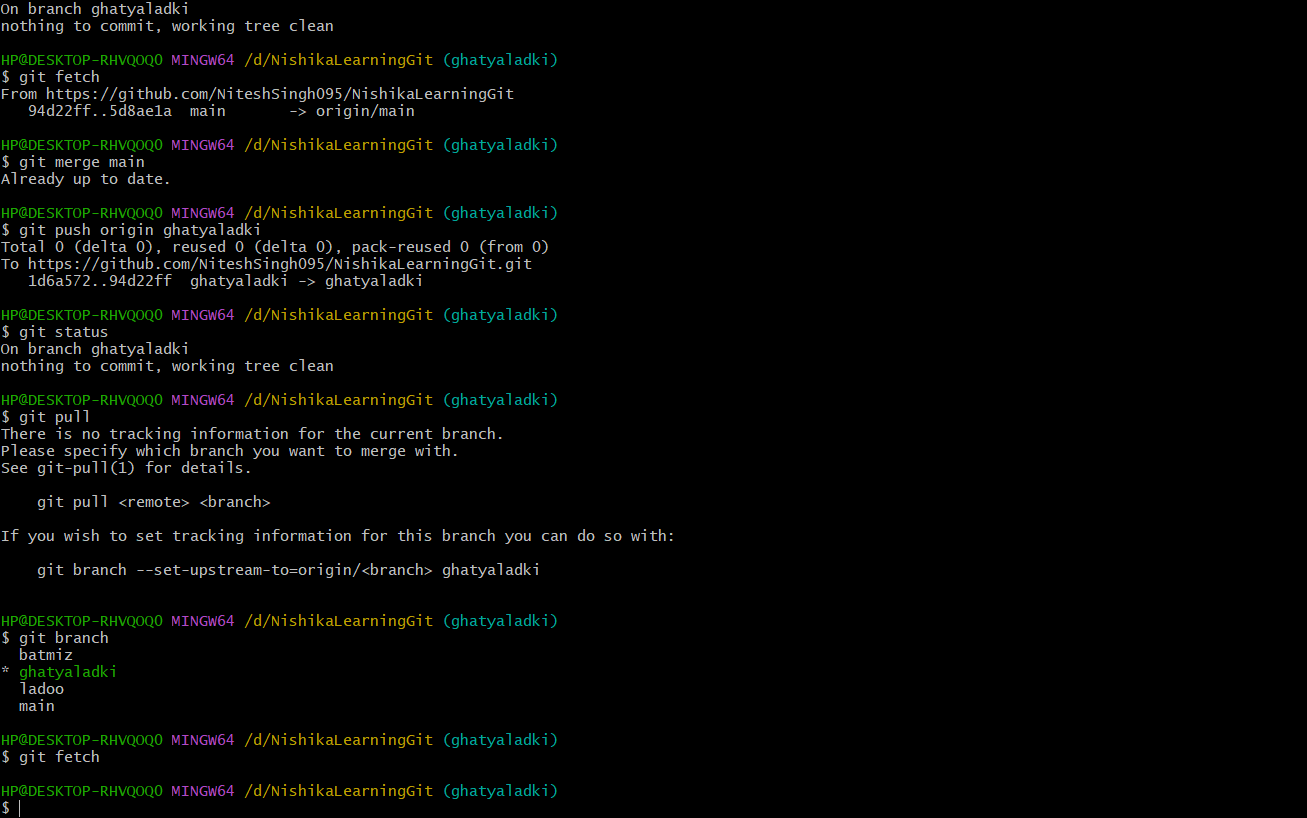 On branch ghatyaladki
nothing to commit, working tree clean
HP@DESKTOP-RHVQOQO MINGW64 /d/NishikaLearningGit (ghatyaladki)
$ git fetch
From https://github.com/NiteshSingh095/NishikaLearningGit
   94d22ff..5d8ae1a  main       -> origin/main
HP@DESKTOP-RHVQOQO MINGW64 /d/NishikaLearningGit (ghatyaladki)
$ git merge main
Already up to date.
HP@DESKTOP-RHVQOQO MINGW64 /d/NishikaLearningGit (ghatyaladki)
$ git push origin ghatyaladki
Total 0 (delta 0), reused 0 (delta 0), pack-reused 0 (from 0)
To https://github.com/NiteshSingh095/NishikaLearningGit.git
   1d6a572..94d22ff  ghatyaladki -> ghatyaladki
HP@DESKTOP-RHVQOQO MINGW64 /d/NishikaLearningGit (ghatyaladki)
$ git status
On branch ghatyaladki
nothing to commit, working tree clean
HP@DESKTOP-RHVQOQO MINGW64 /d/NishikaLearningGit (ghatyaladki)
$ git pull
There is no tracking information for the current branch.
Please specify which branch you want to merge with.
See git-pull(1) for details.
    git pull <remote> <branch>
If you wish to set tracking information for this branch you can do so with:
    git branch --set-upstream-to=origin/<branch> ghatyaladki
HP@DESKTOP-RHVQOQO MINGW64 /d/NishikaLearningGit (ghatyaladki)
$ git branch
  batmiz
* ghatyaladki
  ladoo
  main
HP@DESKTOP-RHVQOQO MINGW64 /d/NishikaLearningGit (ghatyaladki)
$ git fetch
HP@DESKTOP-RHVQOQO MINGW64 /d/NishikaLearningGit (ghatyaladki)
$